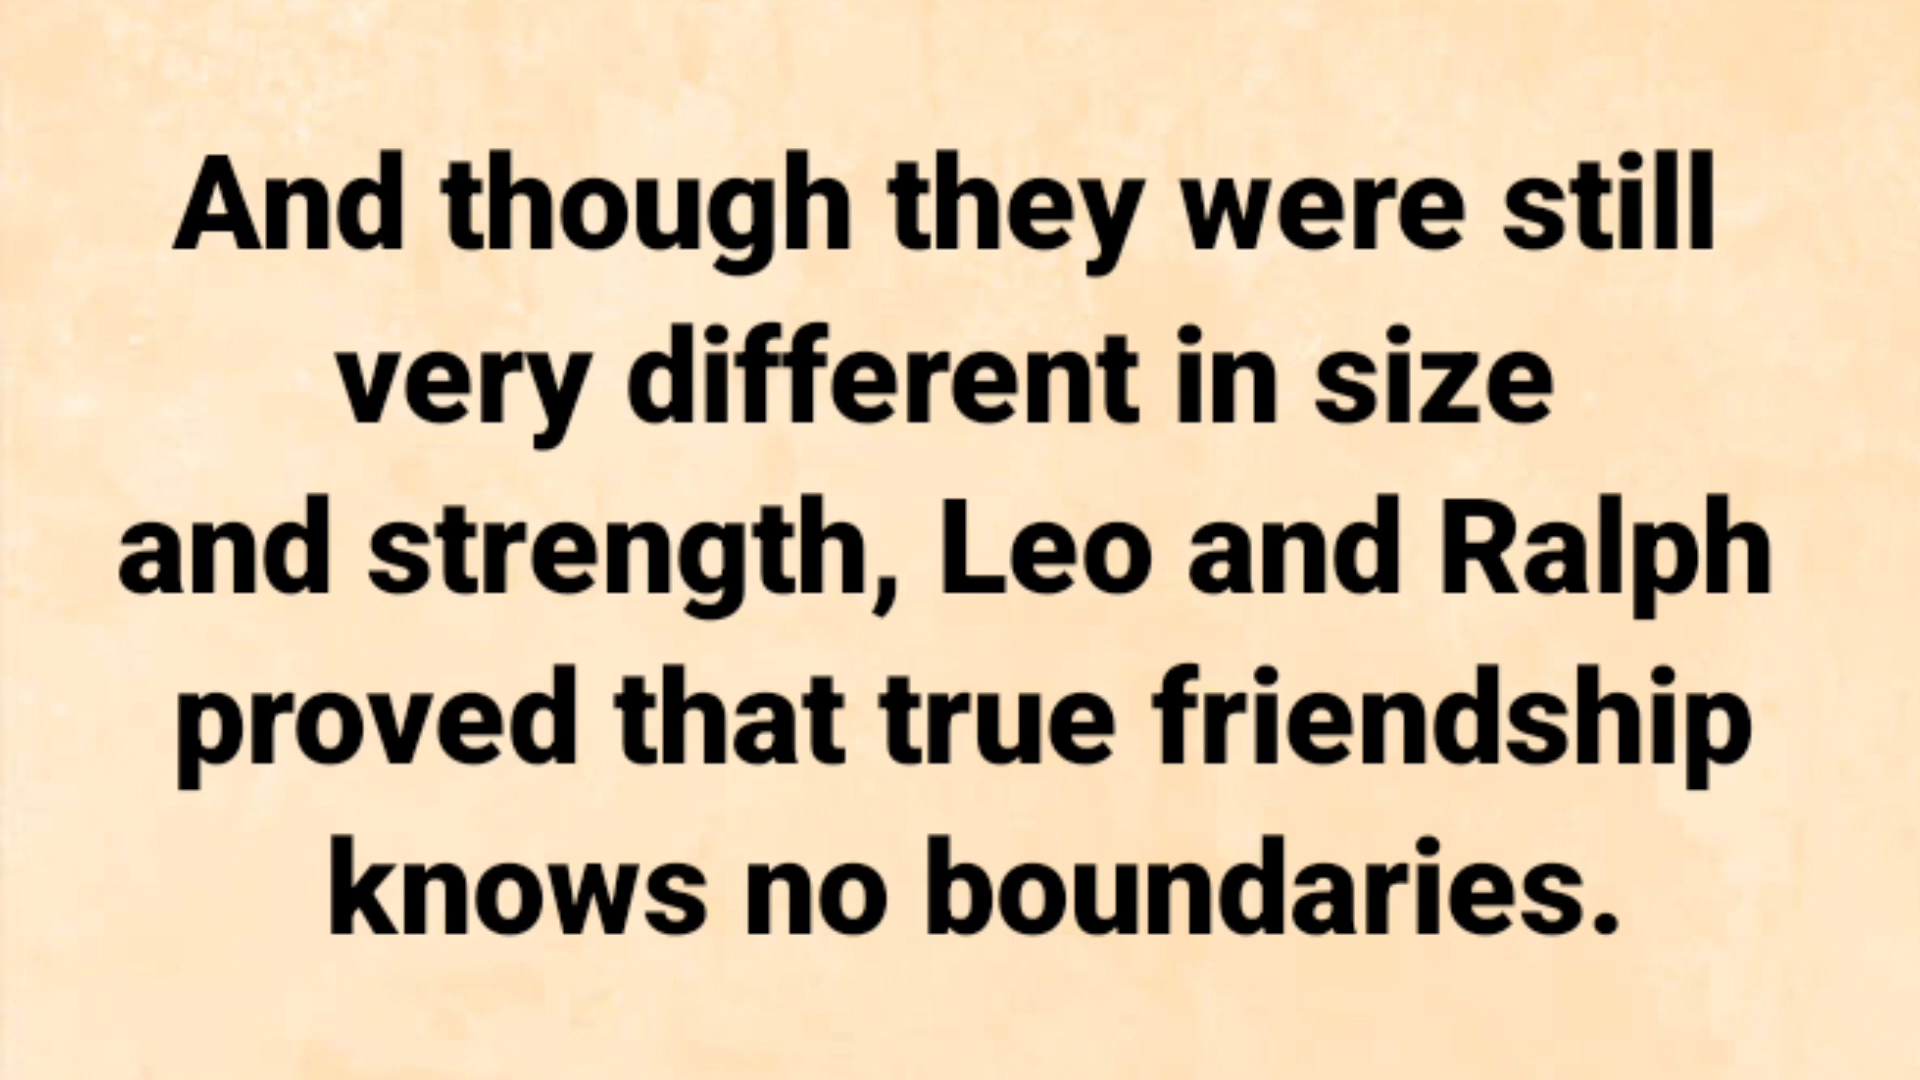 And though they were still
very different in size
and strength, Leo and Ralph
proved that true friendship
knows no boundaries.